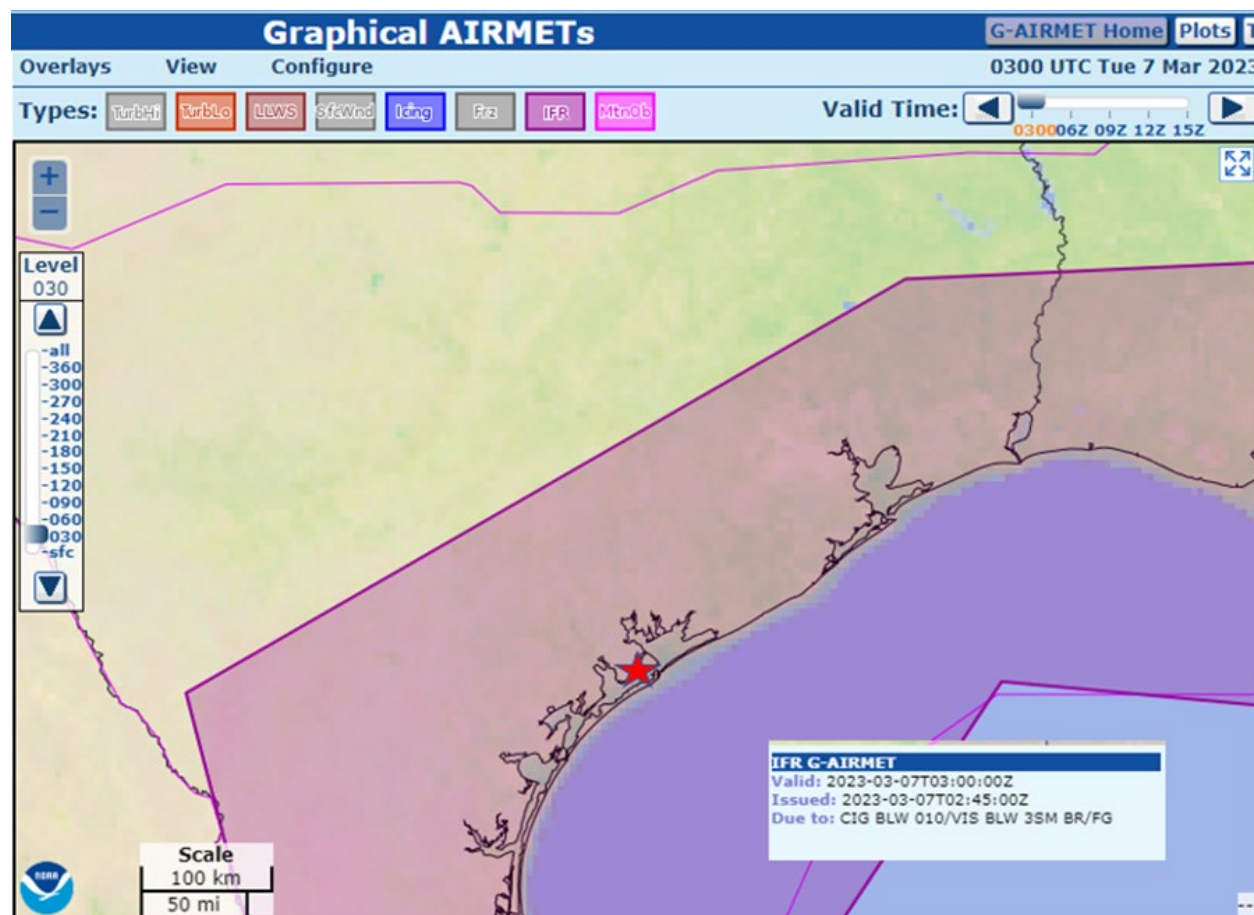 Graphical AIRMETs
G-AIRMET Home Plots
Overlays View Configure 0300 UTC Tue 7 Mar 2023
Types: TurbHi TurbLo LLWS SfcWnd Icing Frz IFR MtnOb Valid Time:
0300 06Z 09Z 12Z 15Z
+
−
Level
030
-all
-360
-300
-270
-240
-210
-180
-150
-120
-090
-060
-030
-sfc
IFR G-AIRMET
Valid: 2023-03-07T03:00:00Z
Issued: 2023-03-07T02:45:00Z
Due to: CIG BLW 010/VIS BLW 3SM BR/FG
Scale
100 km
50 mi
NOAA
--